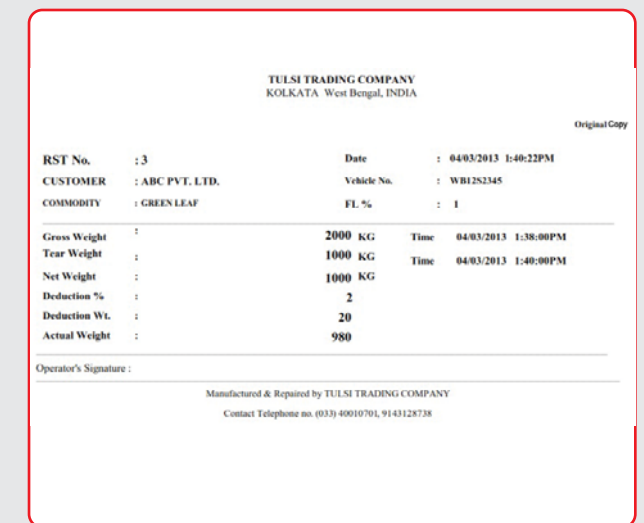 TULSI TRADING COMPANY
KOLKATA West Bengal, INDIA
Original Copy
RST No. : 3 Date : 04/03/2013 1:40:22PM
CUSTOMER : ABC PVT. LTD. Vehicle No. : WB12S2345
COMMODITY : GREEN LEAF FL % : 1
Gross Weight : 2000 KG Time 04/03/2013 1:38:00PM
Tear Weight : 1000 KG Time 04/03/2013 1:40:00PM
Net Weight : 1000 KG
Deduction % : 2
Deduction Wt. : 20
Actual Weight : 980
Operator's Signature :
Manufactured & Repaired by TULSI TRADING COMPANY
Contact Telephone no. (033) 40010701, 9143128738